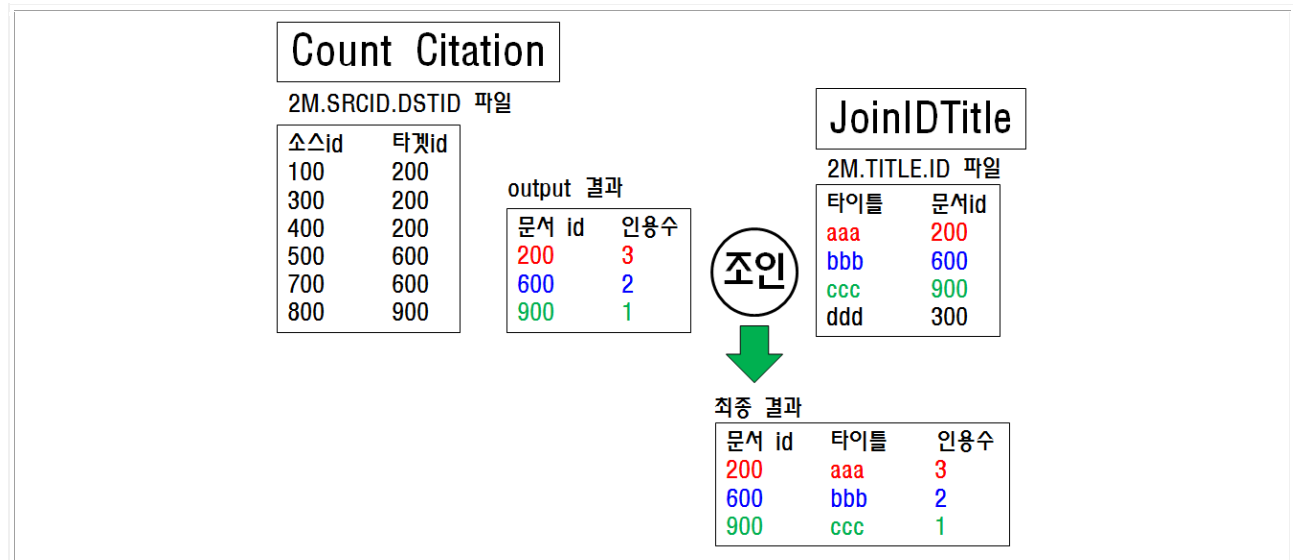 Count Citation
2M.SRCID.DSTID 파일
소스id 타겟id
100 200
300 200
400 200
500 600
700 600
800 900
output 결과
문서 id 인용수
200 3
600 2
900 1
조인
JoinIDTitle
2M.TITLE.ID 파일
타이틀 문서id
aaa 200
bbb 600
ccc 900
ddd 300
최종 결과
문서 id 타이틀 인용수
200 aaa 3
600 bbb 2
900 ccc 1